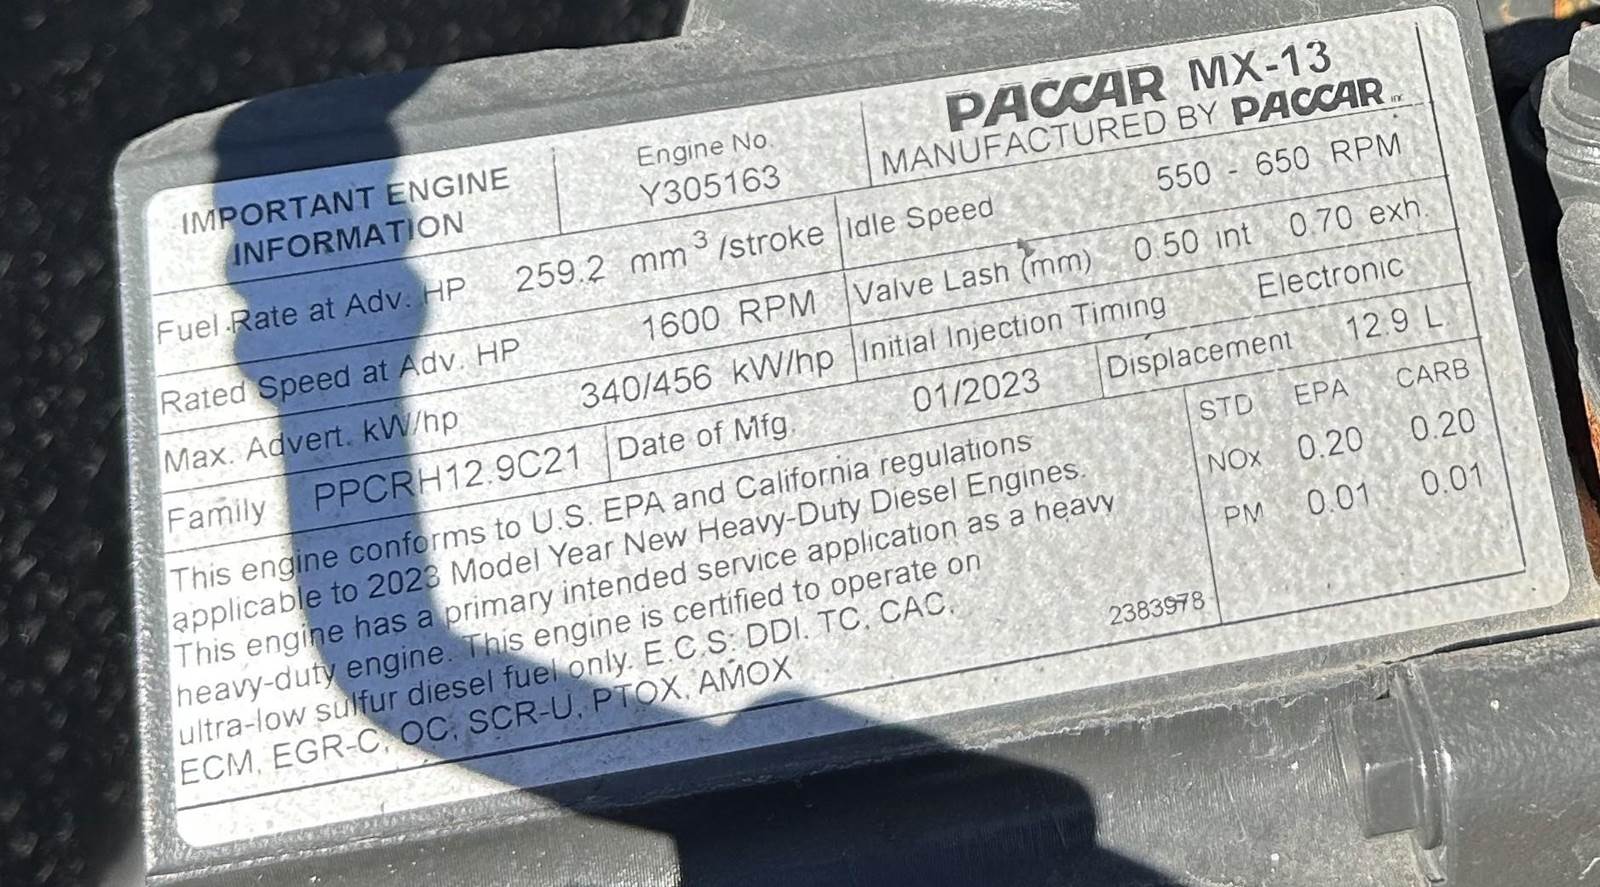 IMPORTANT ENGINE
INFORMATION
Engine No.
Y305163
PACCAR MX-13
MANUFACTURED BY PACCAR INC
Fuel Rate at Adv. HP 259.2 mm³/stroke
Idle Speed 550 - 650 RPM
Rated Speed at Adv. HP 1600 RPM
Valve Lash (mm) 0.50 int 0.70 exh.
Max. Advert. kW/hp 340/456 kW/hp
Initial Injection Timing Electronic
Family PPCRH12.9C21
Date of Mfg. 01/2023
Displacement 12.9 L.
This engine conforms to U.S. EPA and California regulations
applicable to 2023 Model Year New Heavy-Duty Diesel Engines.
This engine has a primary intended service application as a heavy
heavy-duty engine. This engine is certified to operate on
ultra-low sulfur diesel fuel only. E.C.S: DDI. TC, CAC,
ECM, EGR-C, OC, SCR-U, PTOX, AMOX
STD EPA CARB
NOx 0.20 0.20
PM 0.01 0.01
2383978